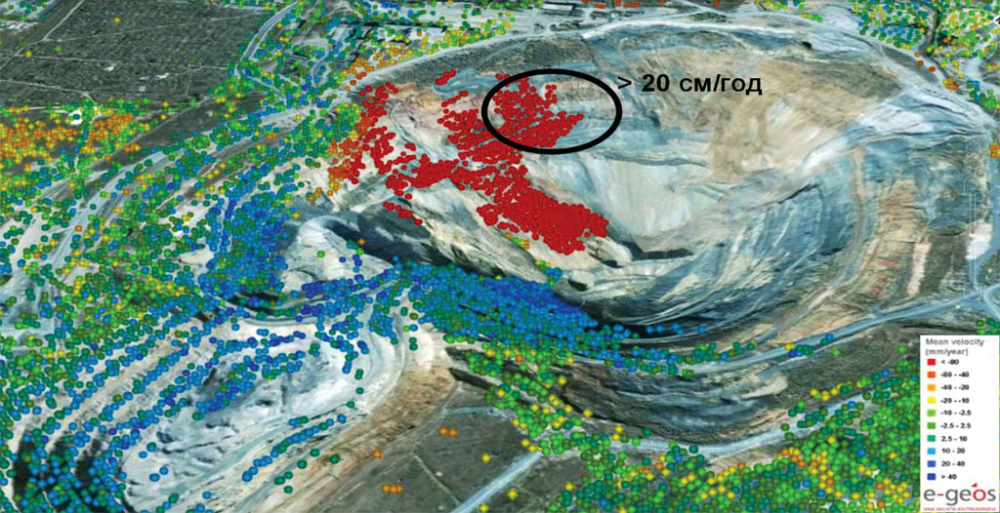 > 20 см/год
Mean velocity
(mm/year)
< -80
-80 - -40
-40 - -20
-20 - -10
-10 - -2.5
-2.5 - 2.5
2.5 - 10
10 - 20
20 - 40
> 40
e-geos